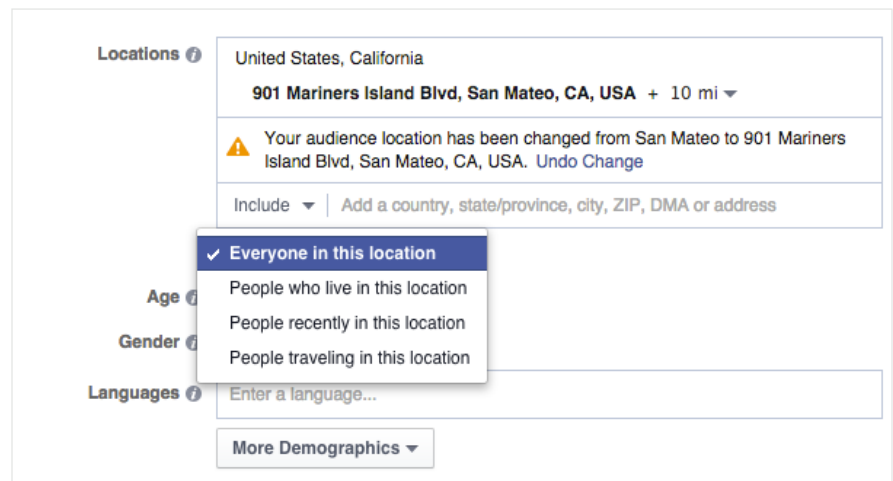 Locations
United States, California
901 Mariners Island Blvd, San Mateo, CA, USA + 10 mi
Your audience location has been changed from San Mateo to 901 Mariners
Island Blvd, San Mateo, CA, USA. Undo Change
Include Add a country, state/province, city, ZIP, DMA or address
Everyone in this location
People who live in this location
Age
People recently in this location
Gender
People traveling in this location
Languages Enter a language...
More Demographics